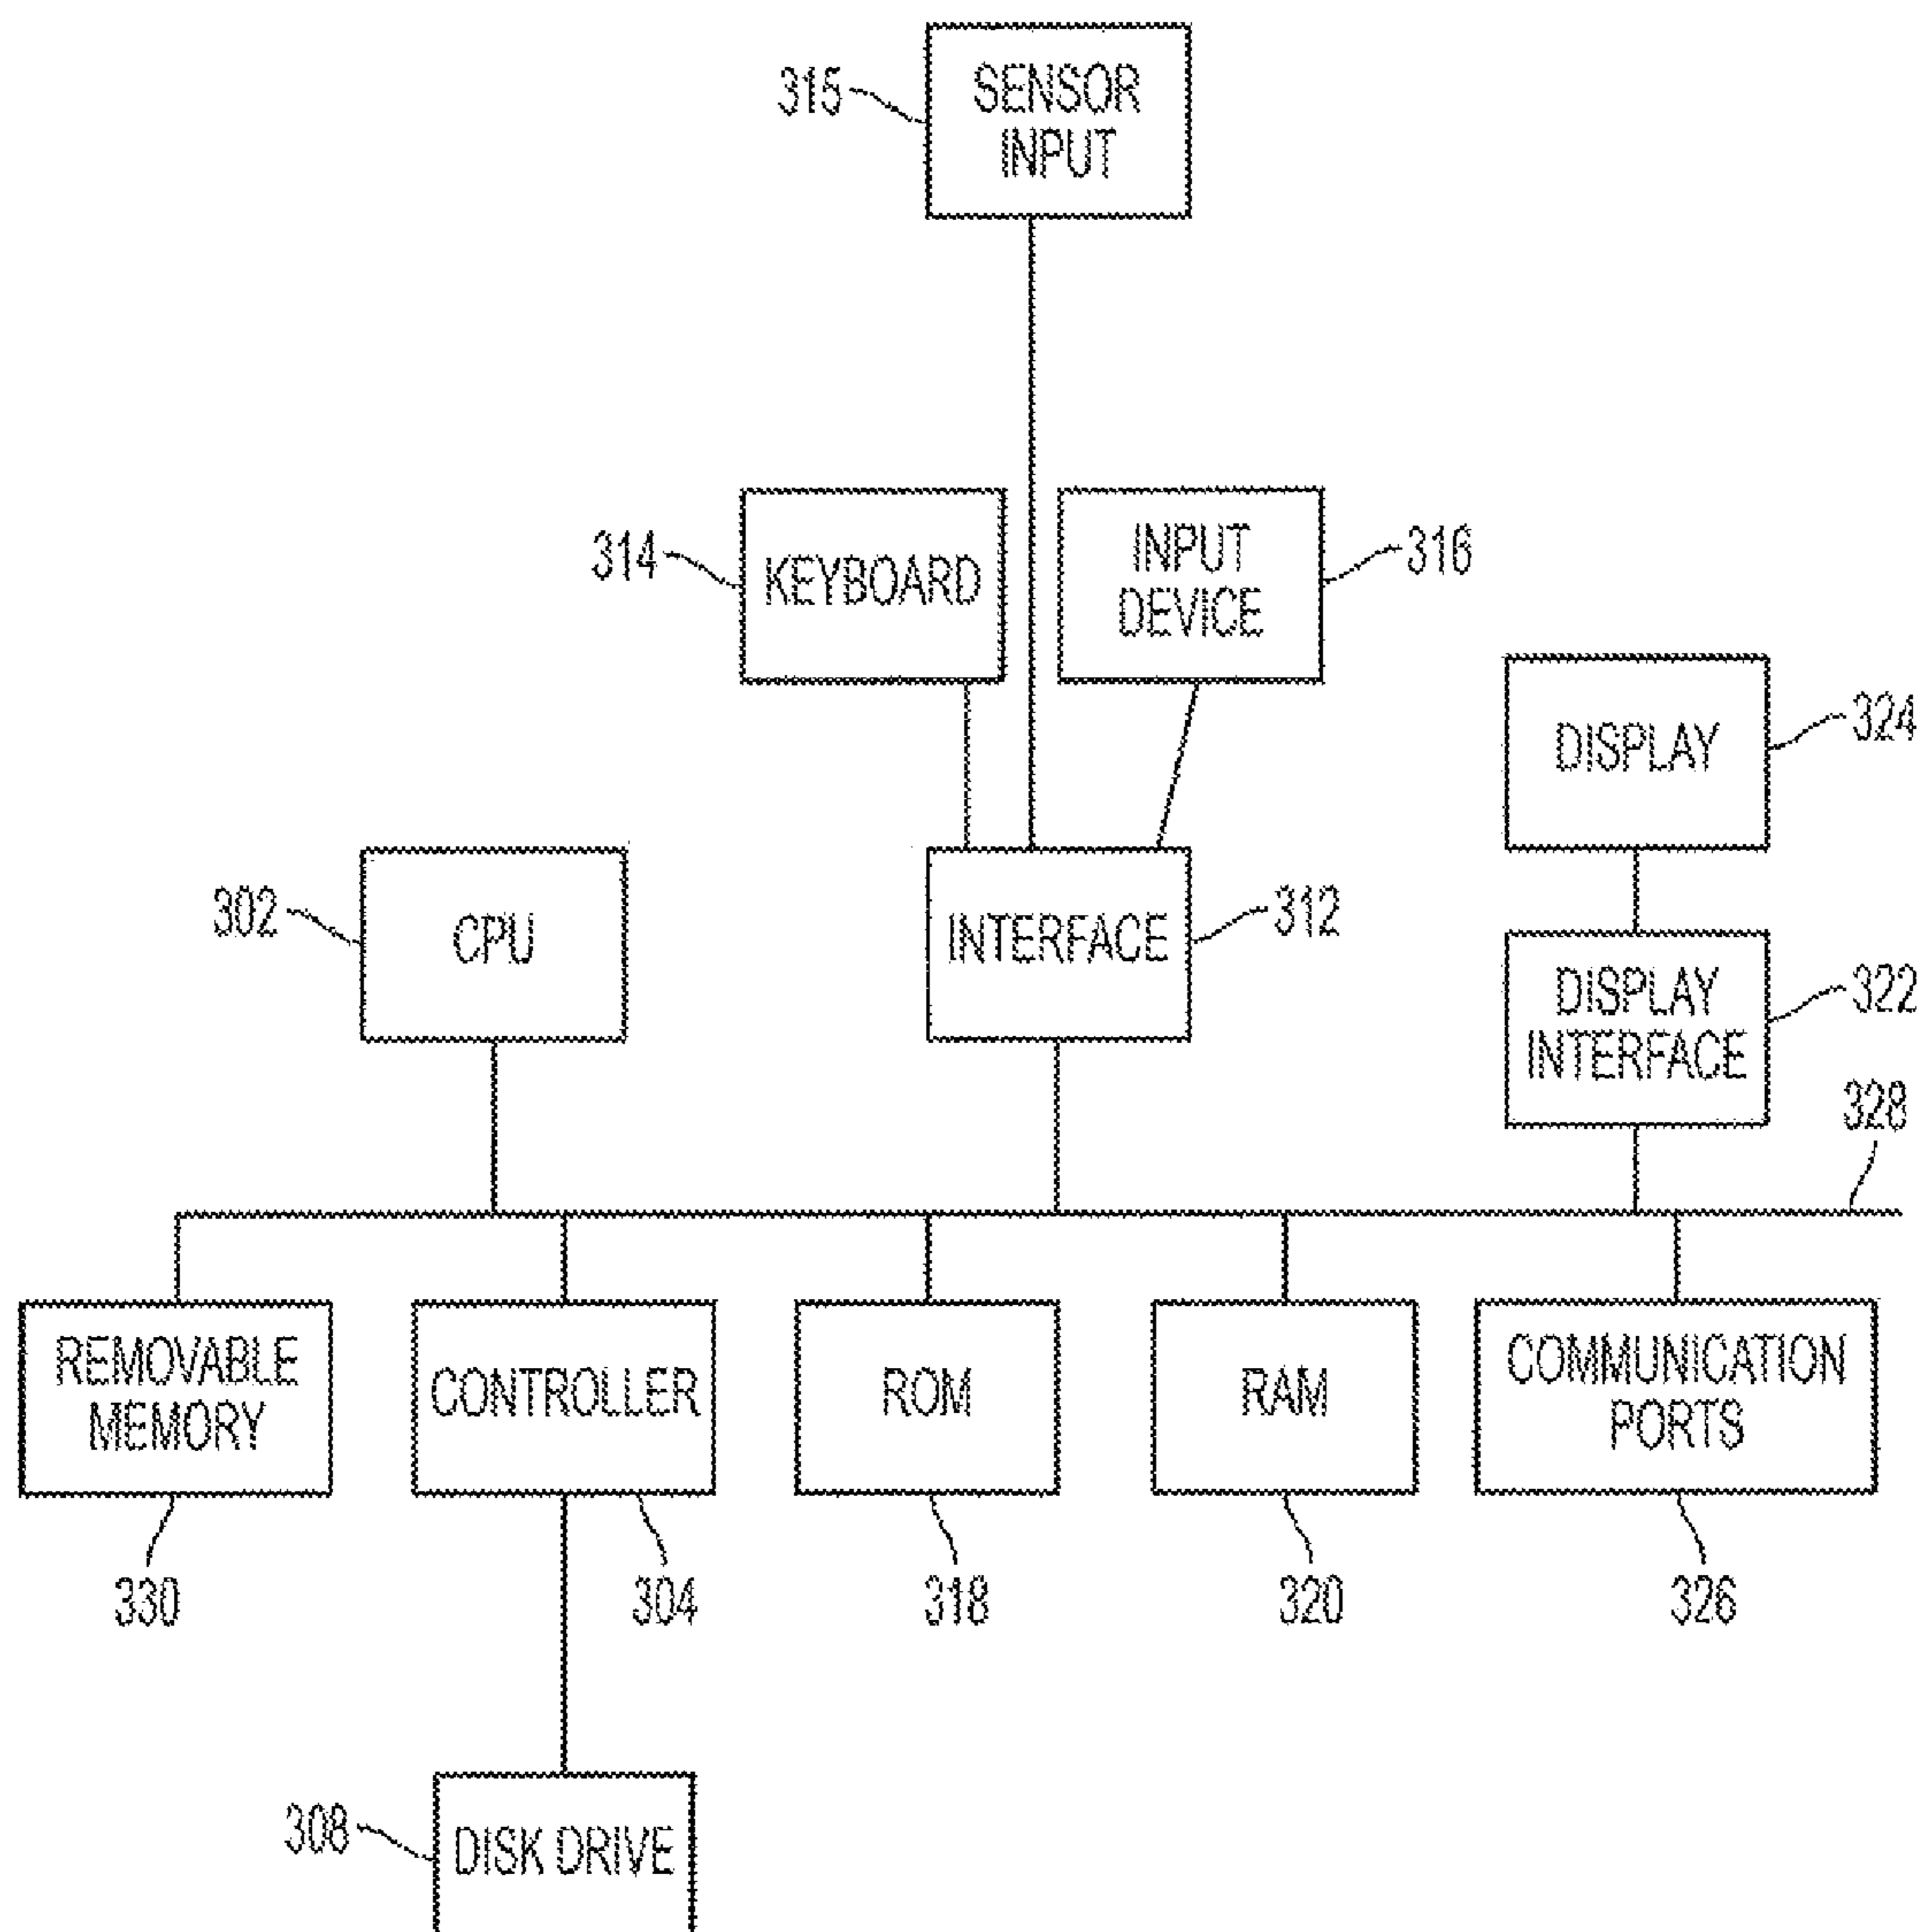 315
SENSOR
INPUT
314
KEYBOARD
INPUT
DEVICE
316
DISPLAY
324
302
CPU
INTERFACE
312
DISPLAY
INTERFACE
322
328
REMOVABLE
MEMORY
CONTROLLER
ROM
RAM
COMMUNICATION
PORTS
330
304
318
320
326
308
DISK DRIVE